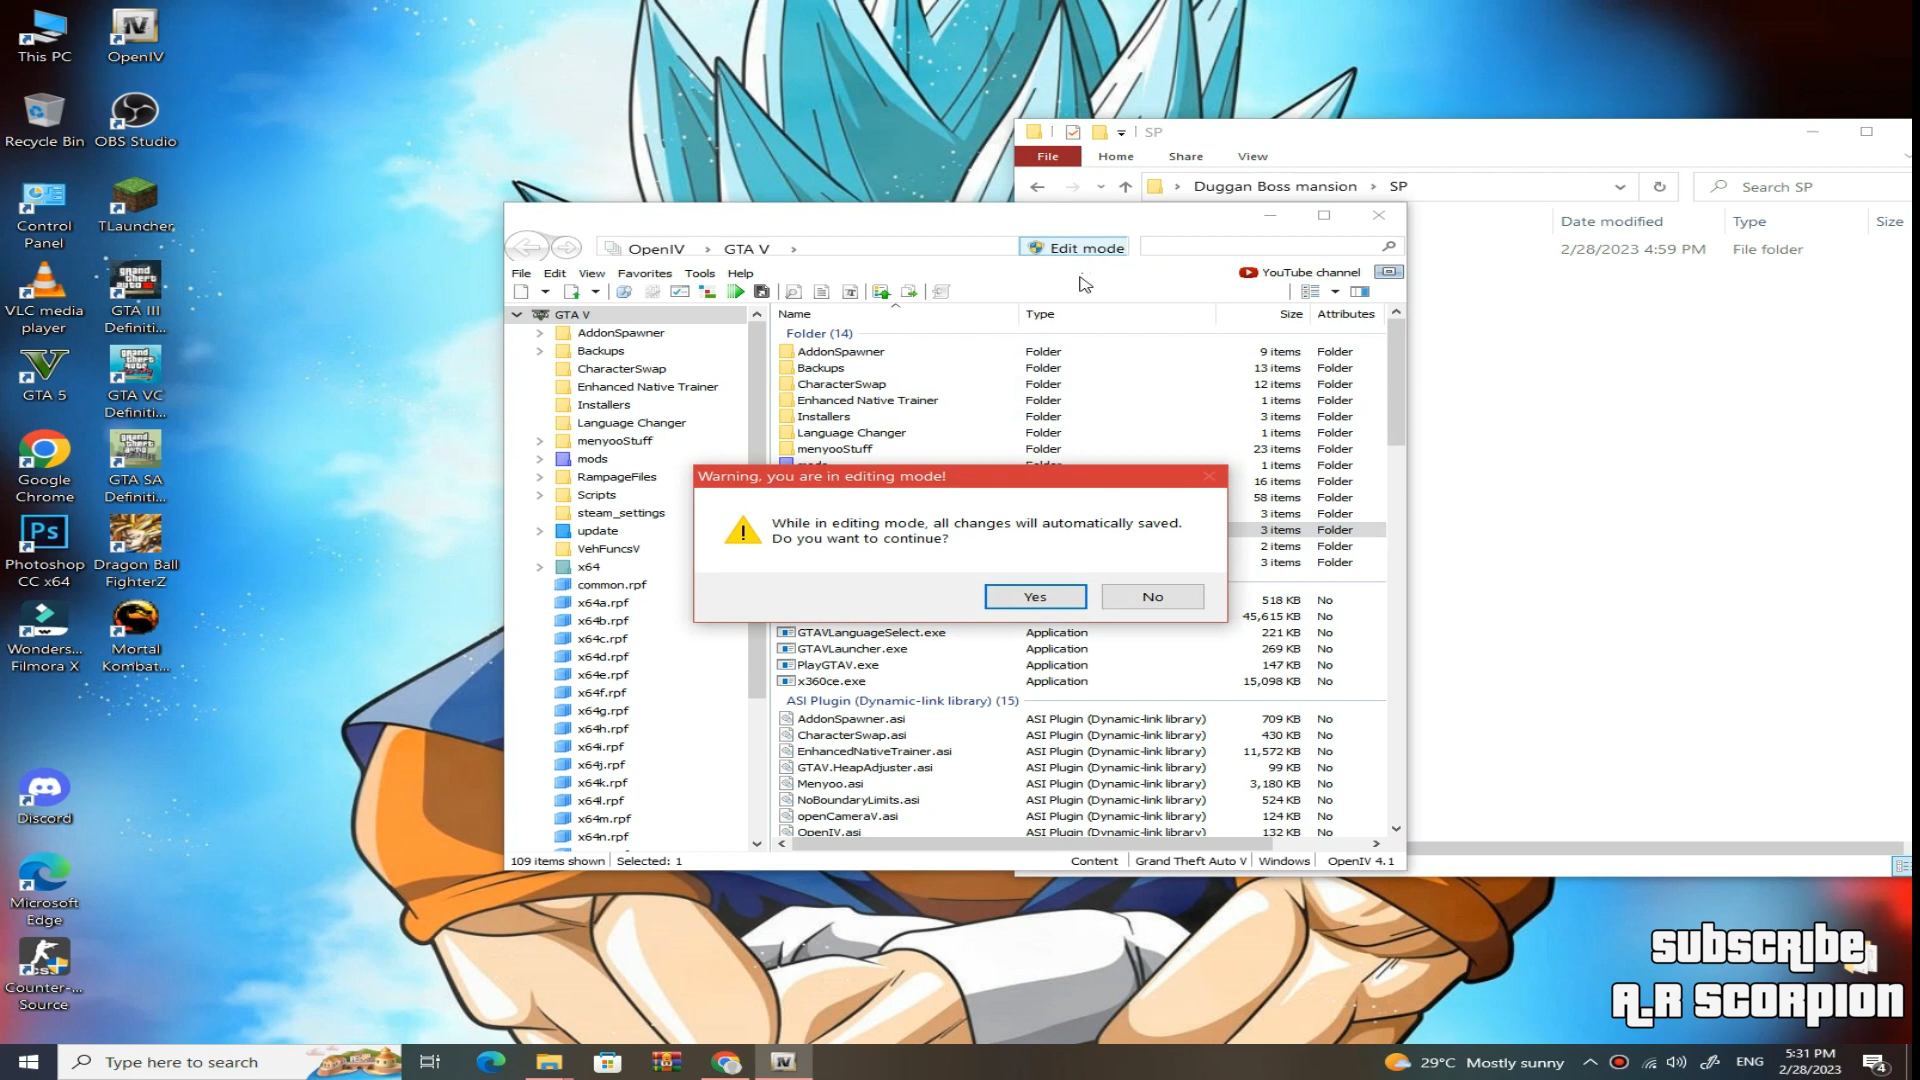 This PC
OpenIV
Recycle Bin
OBS Studio
Control
Panel
TLauncher
VLC media
player
GTA III
Definiti...
GTA 5
GTA VC
Definiti...
Google
Chrome
GTA SA
Definiti...
Photoshop
CC x64
Dragon Ball
FighterZ
Wonders...
Filmora X
Mortal
Kombat...
Discord
Microsoft
Edge
Counter-...
Source
SP
File
Home
Share
View
Duggan Boss mansion
SP
Search SP
Date modified
Type
Size
2/28/2023 4:59 PM
File folder
OpenIV
GTA V
Edit mode
File
Edit
View
Favorites
Tools
Help
YouTube channel
GTA V
AddonSpawner
Backups
CharacterSwap
Enhanced Native Trainer
Installers
Language Changer
menyooStuff
mods
RampageFiles
Scripts
steam_settings
update
VehFuncsV
x64
common.rpf
x64a.rpf
x64b.rpf
x64c.rpf
x64d.rpf
x64e.rpf
x64f.rpf
x64g.rpf
x64h.rpf
x64i.rpf
x64j.rpf
x64k.rpf
x64l.rpf
x64m.rpf
x64n.rpf
Name Type Size Attributes
Folder (14)
AddonSpawner Folder 9 items Folder
Backups Folder 13 items Folder
CharacterSwap Folder 12 items Folder
Enhanced Native Trainer Folder 1 items Folder
Installers Folder 3 items Folder
Language Changer Folder 1 items Folder
menyooStuff Folder 23 items Folder
1 items Folder
16 items Folder
58 items Folder
3 items Folder
3 items Folder
2 items Folder
3 items Folder
Warning, you are in editing mode!
While in editing mode, all changes will automatically saved.
Do you want to continue?
Yes
No
518 KB No
45,615 KB No
GTAVLanguageSelect.exe Application 221 KB No
GTAVLauncher.exe Application 269 KB No
PlayGTAV.exe Application 147 KB No
x360ce.exe Application 15,098 KB No
ASI Plugin (Dynamic-link library) (15)
AddonSpawner.asi ASI Plugin (Dynamic-link library) 709 KB No
CharacterSwap.asi ASI Plugin (Dynamic-link library) 430 KB No
EnhancedNativeTrainer.asi ASI Plugin (Dynamic-link library) 11,572 KB No
GTAV.HeapAdjuster.asi ASI Plugin (Dynamic-link library) 99 KB No
Menyoo.asi ASI Plugin (Dynamic-link library) 3,180 KB No
NoBoundaryLimits.asi ASI Plugin (Dynamic-link library) 524 KB No
openCameraV.asi ASI Plugin (Dynamic-link library) 124 KB No
OpenIV.asi ASI Plugin (Dynamic-link library) 132 KB No
109 items shown
Selected: 1
Content
Grand Theft Auto V
Windows
OpenIV 4.1
SUBSCRIBE
A.R SCORPION
Type here to search
29°C Mostly sunny
ENG
5:31 PM
2/28/2023
4